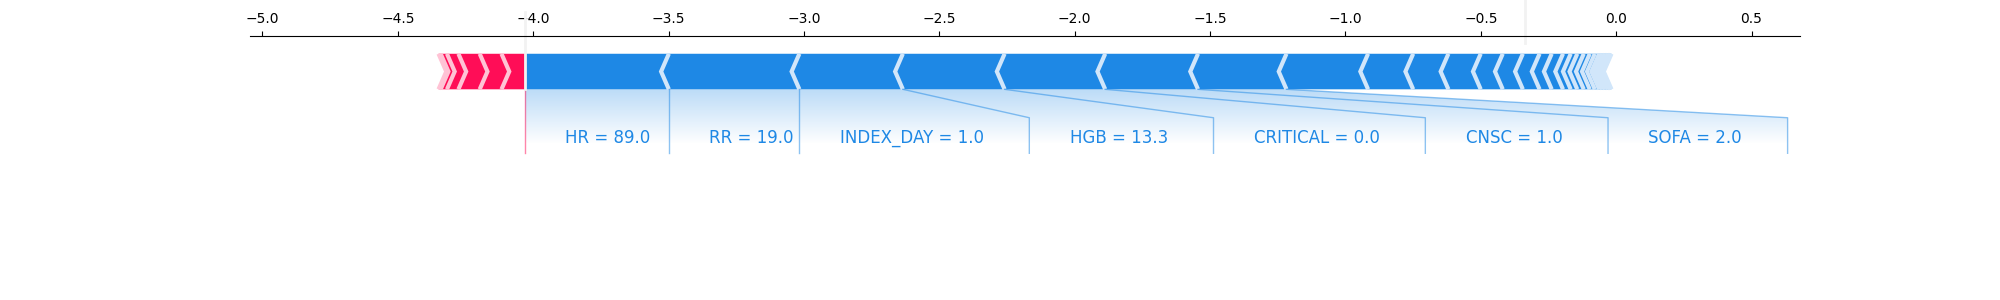 −5.0 −4.5 −4.0 −3.5 −3.0 −2.5 −2.0 −1.5 −1.0 −0.5 0.0 0.5
HR = 89.0 RR = 19.0 INDEX_DAY = 1.0 HGB = 13.3 CRITICAL = 0.0 CNSC = 1.0 SOFA = 2.0